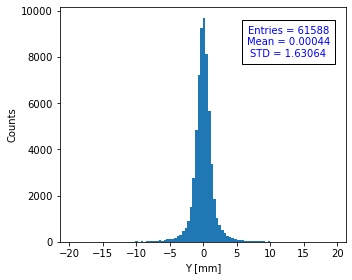 10000
8000
6000
4000
2000
0
Counts
Entries = 61588
Mean = 0.00044
STD = 1.63064
−20 −15 −10 −5 0 5 10 15 20
Y [mm]